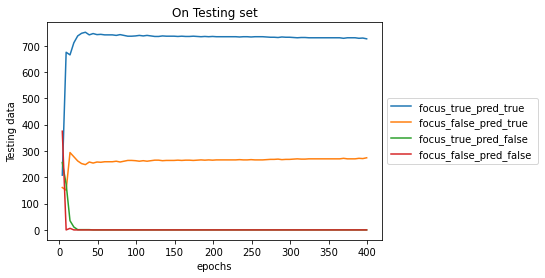 On Testing set
Testing data
700
600
500
400
300
200
100
0
0 50 100 150 200 250 300 350 400
epochs
focus_true_pred_true
focus_false_pred_true
focus_true_pred_false
focus_false_pred_false